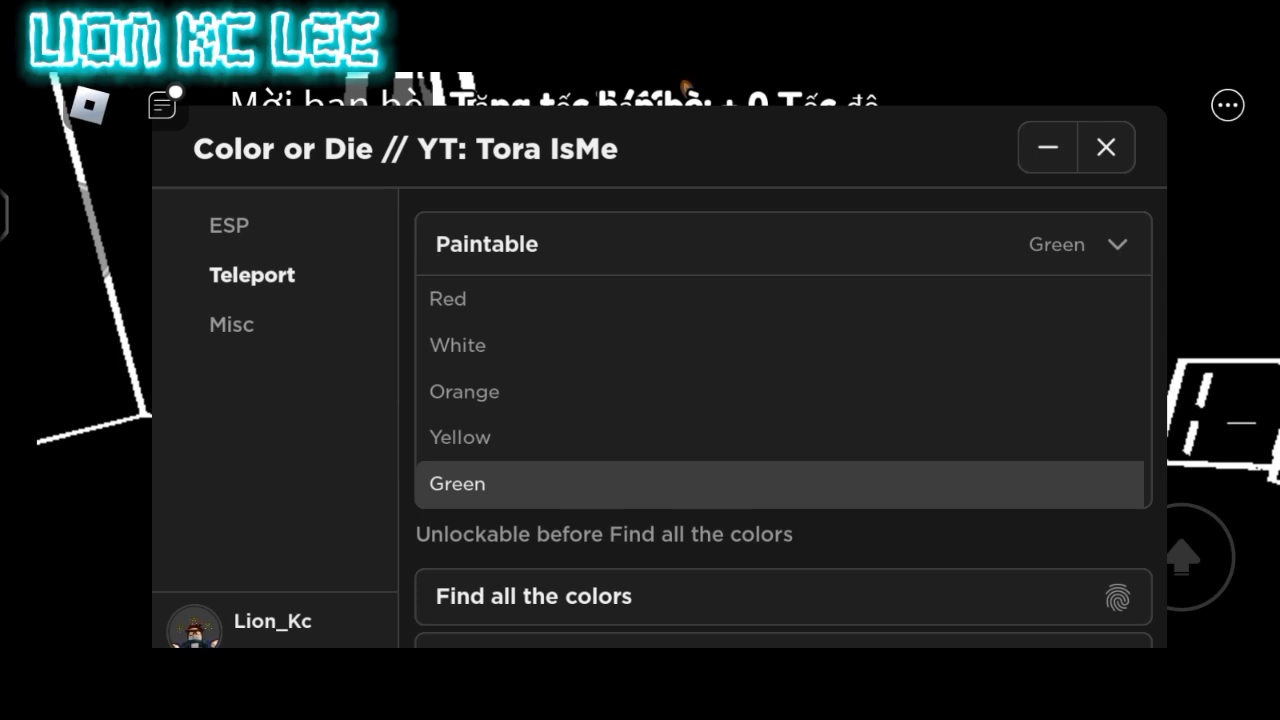 LION KC LEE
Mời bạn bè
Color or Die // YT: Tora IsMe
ESP
Teleport
Misc
Paintable
Green
Red
White
Orange
Yellow
Green
Unlockable before Find all the colors
Find all the colors
Lion_Kc